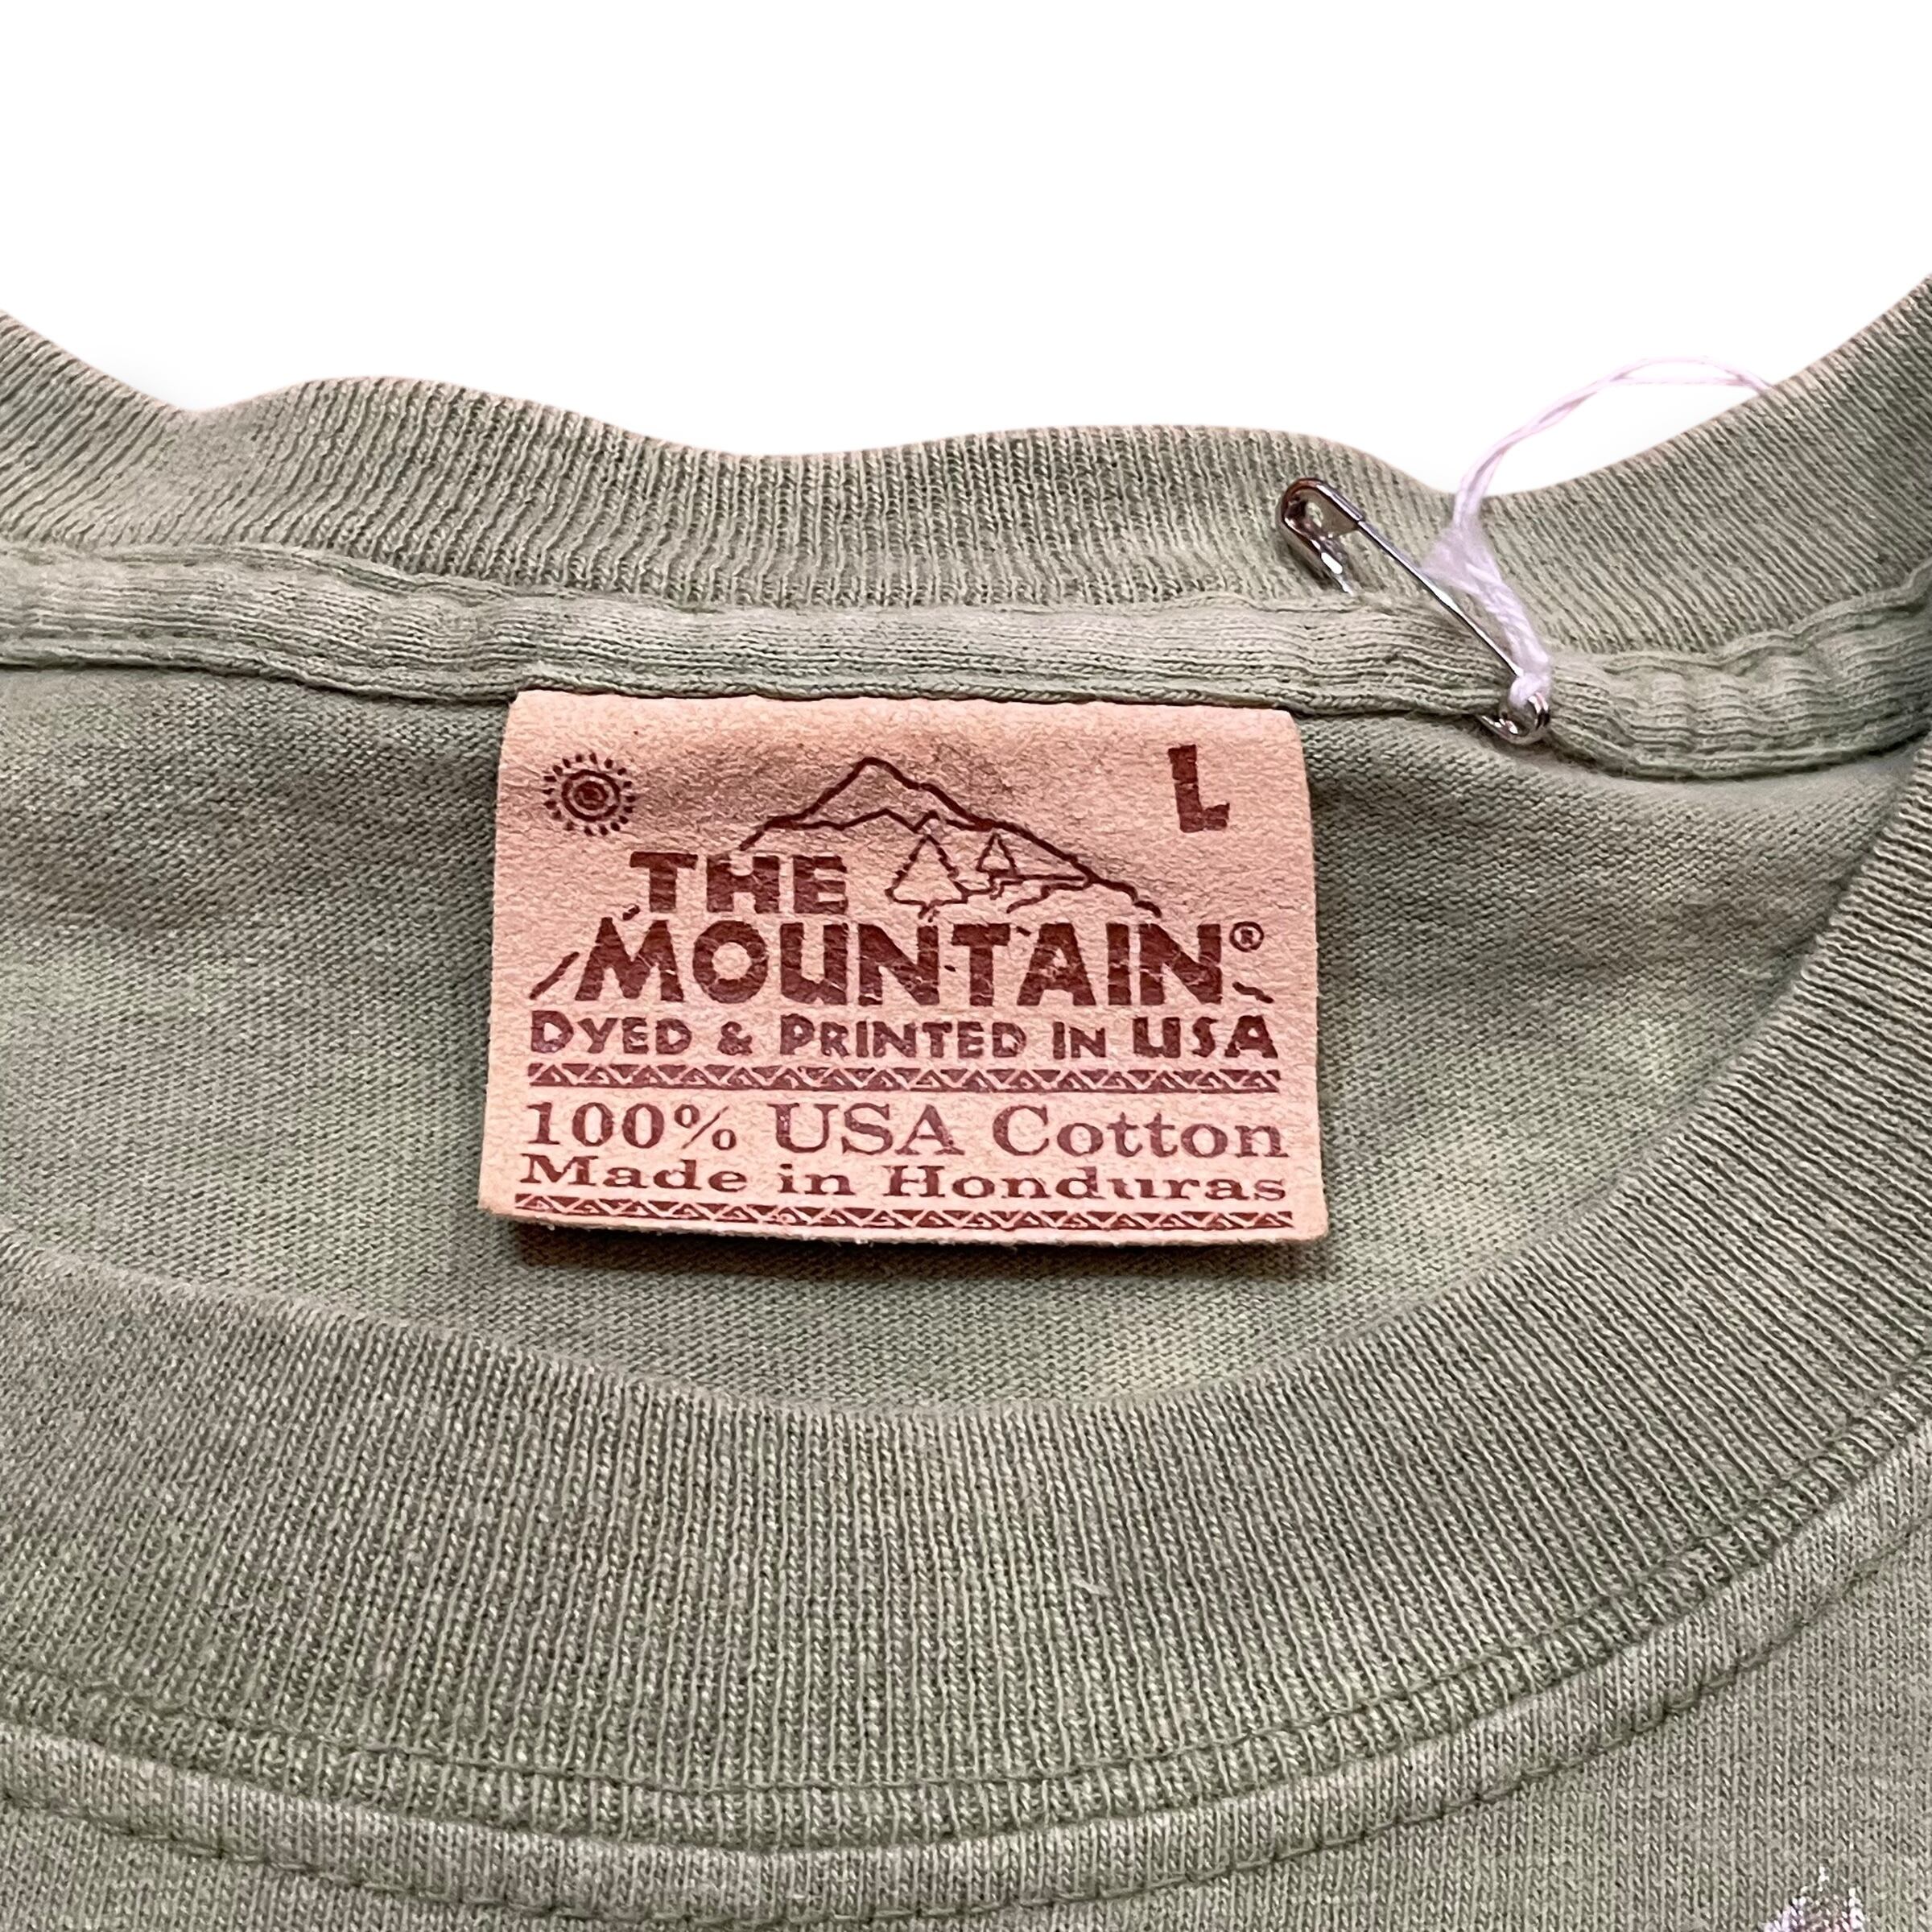 L
THE
MOUNTAIN®
DYED & PRINTED IN USA
100% USA Cotton
Made in Honduras